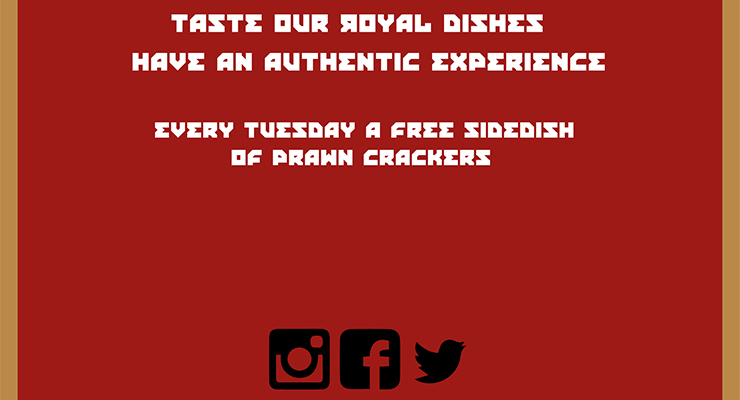 TASTE OUR ROYAL DISHES
HAVE AN AUTHENTIC EXPERIENCE
EVERY TUESDAY A FREE SIDEDISH
OF PRAWN CRACKERS